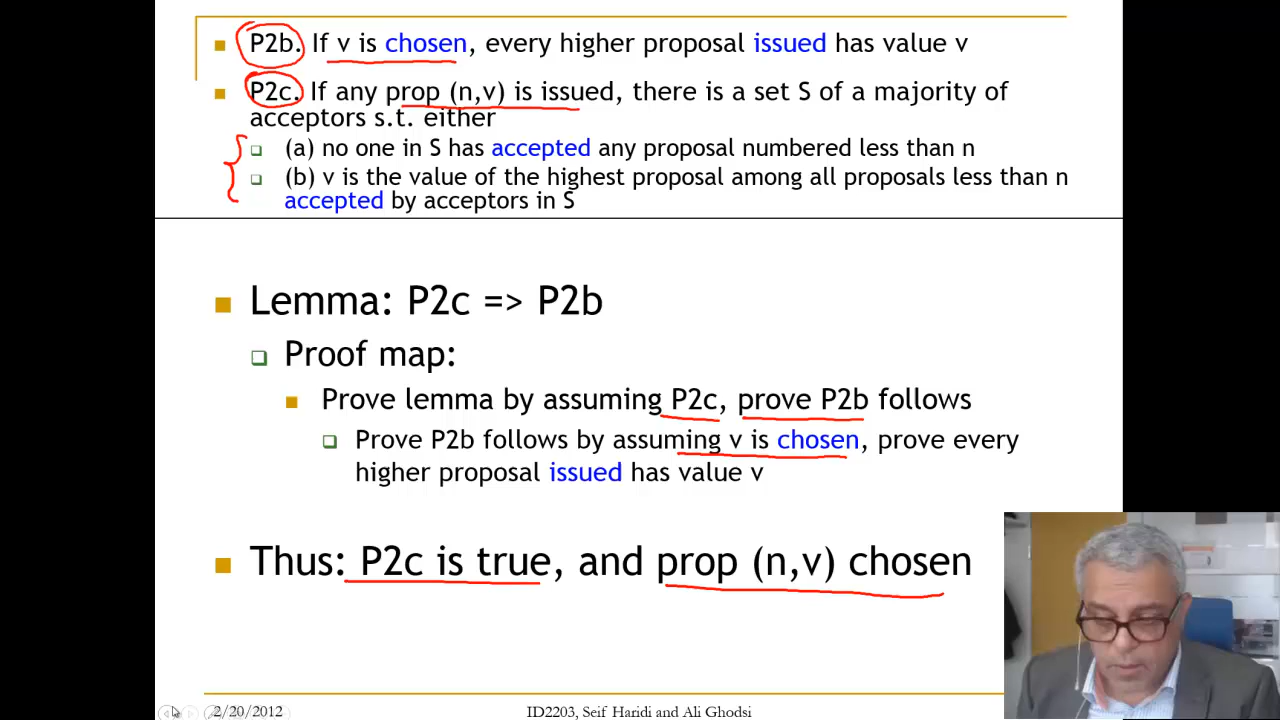 P2b. If v is chosen, every higher proposal issued has value v
P2c. If any prop (n,v) is issued, there is a set S of a majority of
acceptors s.t. either
(a) no one in S has accepted any proposal numbered less than n
(b) v is the value of the highest proposal among all proposals less than n
accepted by acceptors in S
Lemma: P2c => P2b
Proof map:
Prove lemma by assuming P2c, prove P2b follows
Prove P2b follows by assuming v is chosen, prove every
higher proposal issued has value v
Thus: P2c is true, and prop (n,v) chosen
2/20/2012
ID2203, Seif Haridi and Ali Ghodsi